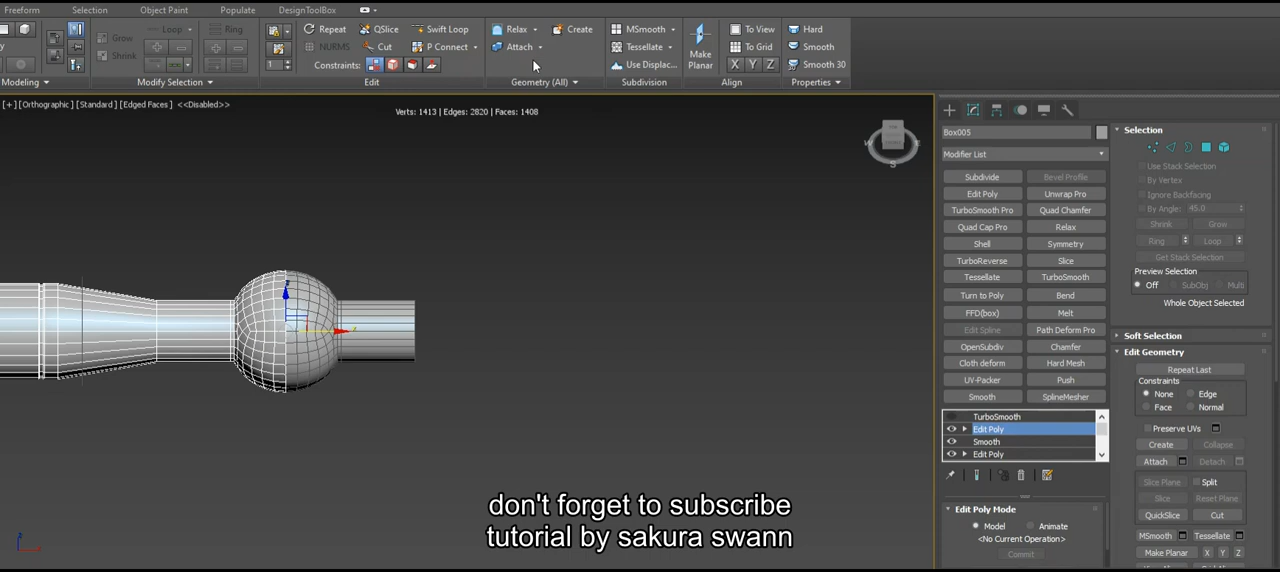 Freeform Selection Object Paint Populate DesignToolBox
Loop Ring Repeat QSlice Swift Loop Relax Create MSmooth To View Hard
Grow NURMS Cut P Connect Attach Tessellate Make To Grid Smooth
Shrink 1 Constraints: Use Displac... Planar X Y Z Smooth 30
Modeling Modify Selection Edit Geometry (All) Subdivision Align Properties
[+] [Orthographic] [Standard] [Edged Faces] <<Disabled>>
Verts: 1413 | Edges: 2820 | Faces: 1408
W E
S
Box005
Modifier List
Subdivide Bevel Profile
Edit Poly Unwrap Pro
TurboSmooth Pro Quad Chamfer
Quad Cap Pro Relax
Shell Symmetry
TurboReverse Slice
Tessellate TurboSmooth
Turn to Poly Bend
FFD(box) Melt
Edit Spline Path Deform Pro
OpenSubdiv Chamfer
Cloth deform Hard Mesh
UV-Packer Push
Smooth SplineMesher
TurboSmooth
Edit Poly
Smooth
Edit Poly
Edit Poly Mode
Model Animate
<No Current Operation>
Commit
Selection
Use Stack Selection
By Vertex
Ignore Backfacing
By Angle: 45.0
Shrink Grow
Ring Loop
Get Stack Selection
Preview Selection
Off SubObj Multi
Whole Object Selected
Soft Selection
Edit Geometry
Repeat Last
Constraints
None Edge
Face Normal
Preserve UVs
Create Collapse
Attach Detach
Slice Plane Split
Slice Reset Plane
QuickSlice Cut
MSmooth Tessellate
Make Planar X Y Z
don't forget to subscribe
tutorial by sakura swann